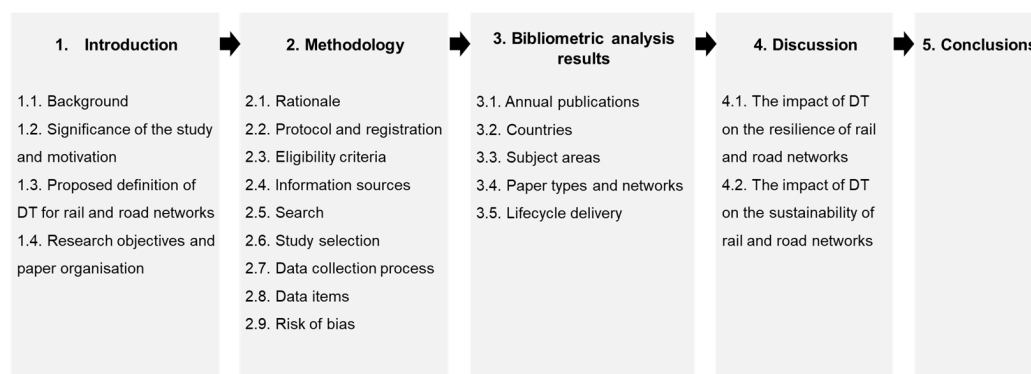 1. Introduction
1.1. Background
1.2. Significance of the study
and motivation
1.3. Proposed definition of
DT for rail and road networks
1.4. Research objectives and
paper organisation
2. Methodology
2.1. Rationale
2.2. Protocol and registration
2.3. Eligibility criteria
2.4. Information sources
2.5. Search
2.6. Study selection
2.7. Data collection process
2.8. Data items
2.9. Risk of bias
3. Bibliometric analysis
results
3.1. Annual publications
3.2. Countries
3.3. Subject areas
3.4. Paper types and networks
3.5. Lifecycle delivery
4. Discussion
4.1. The impact of DT
on the resilience of rail
and road networks
4.2. The impact of DT
on the sustainability of
rail and road networks
5. Conclusions